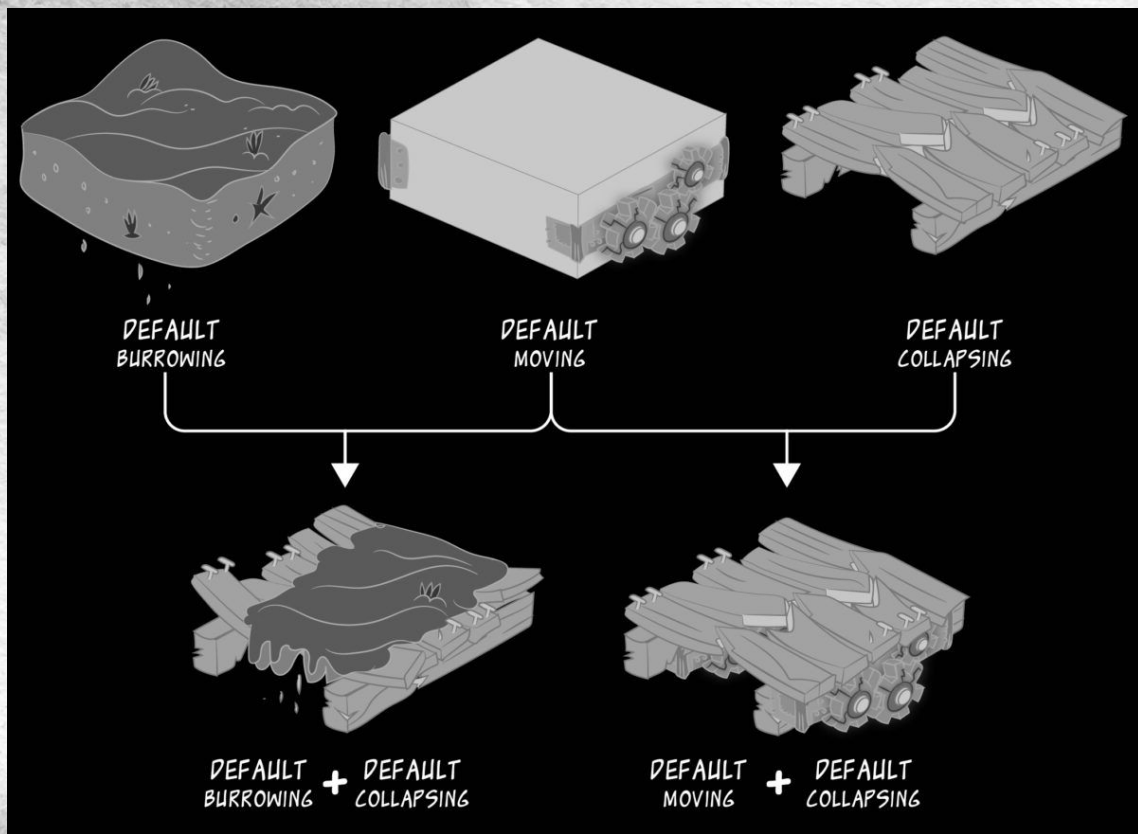 DEFAULT
BURROWING
DEFAULT
MOVING
DEFAULT
COLLAPSING
DEFAULT
BURROWING
+
DEFAULT
COLLAPSING
DEFAULT
MOVING
+
DEFAULT
COLLAPSING